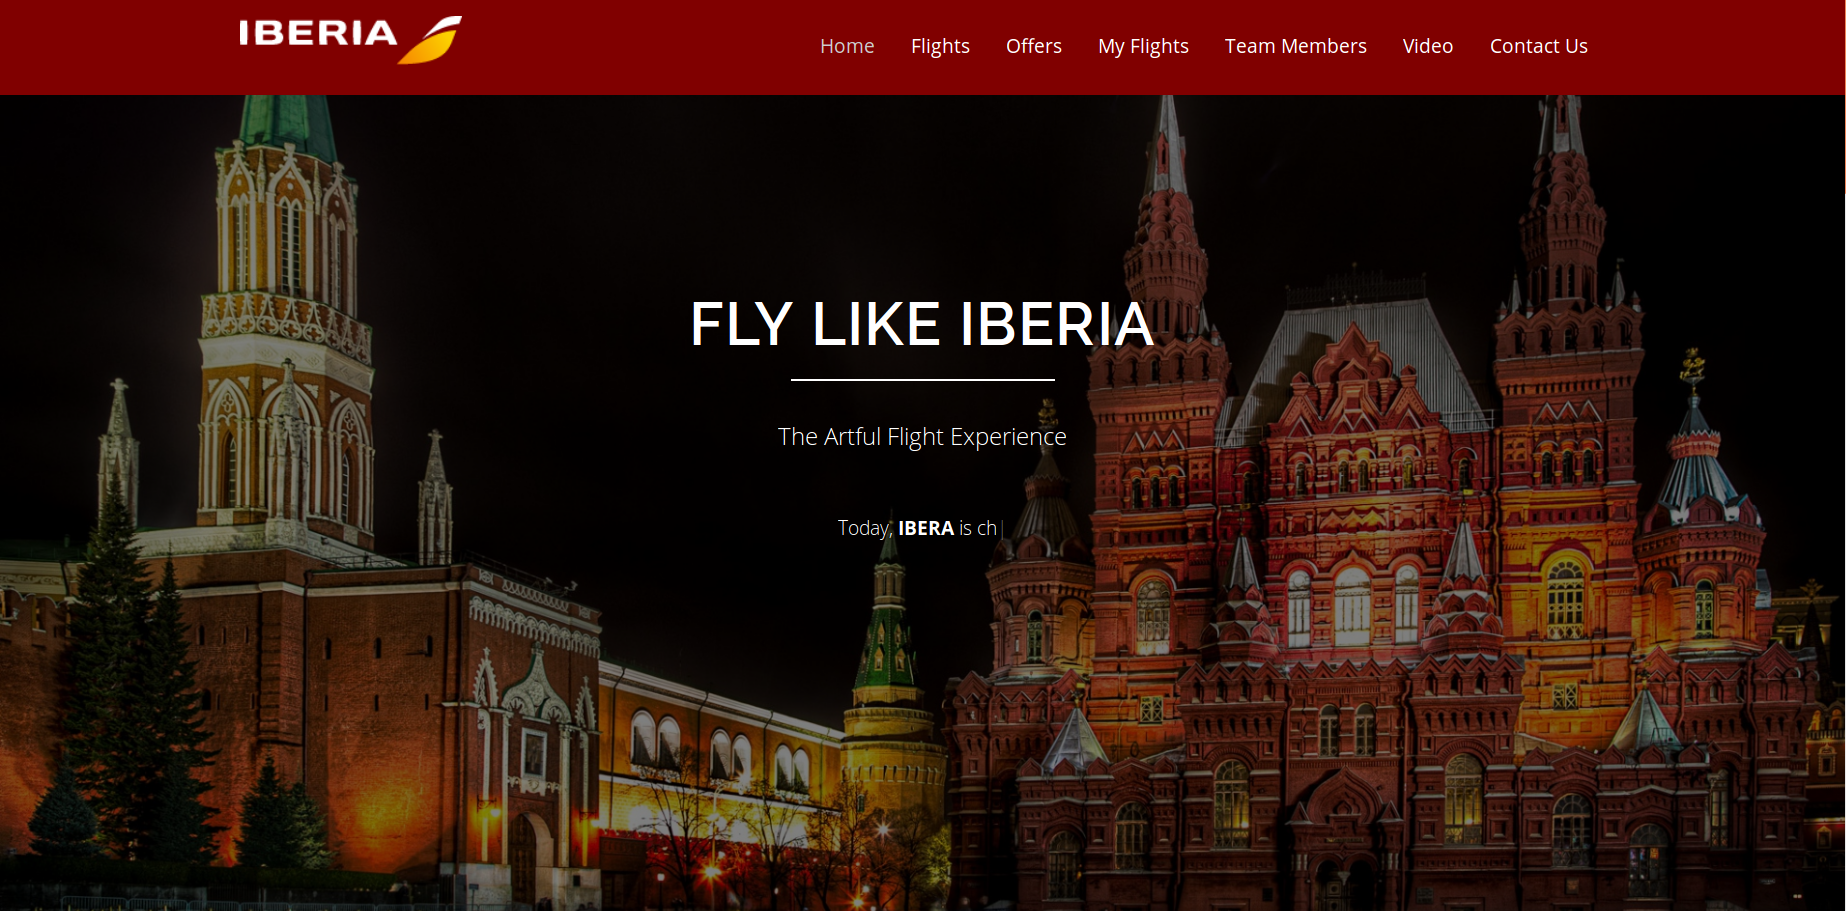 IBERIA
Home Flights Offers My Flights Team Members Video Contact Us
FLY LIKE IBERIA
The Artful Flight Experience
Today, IBERA is ch